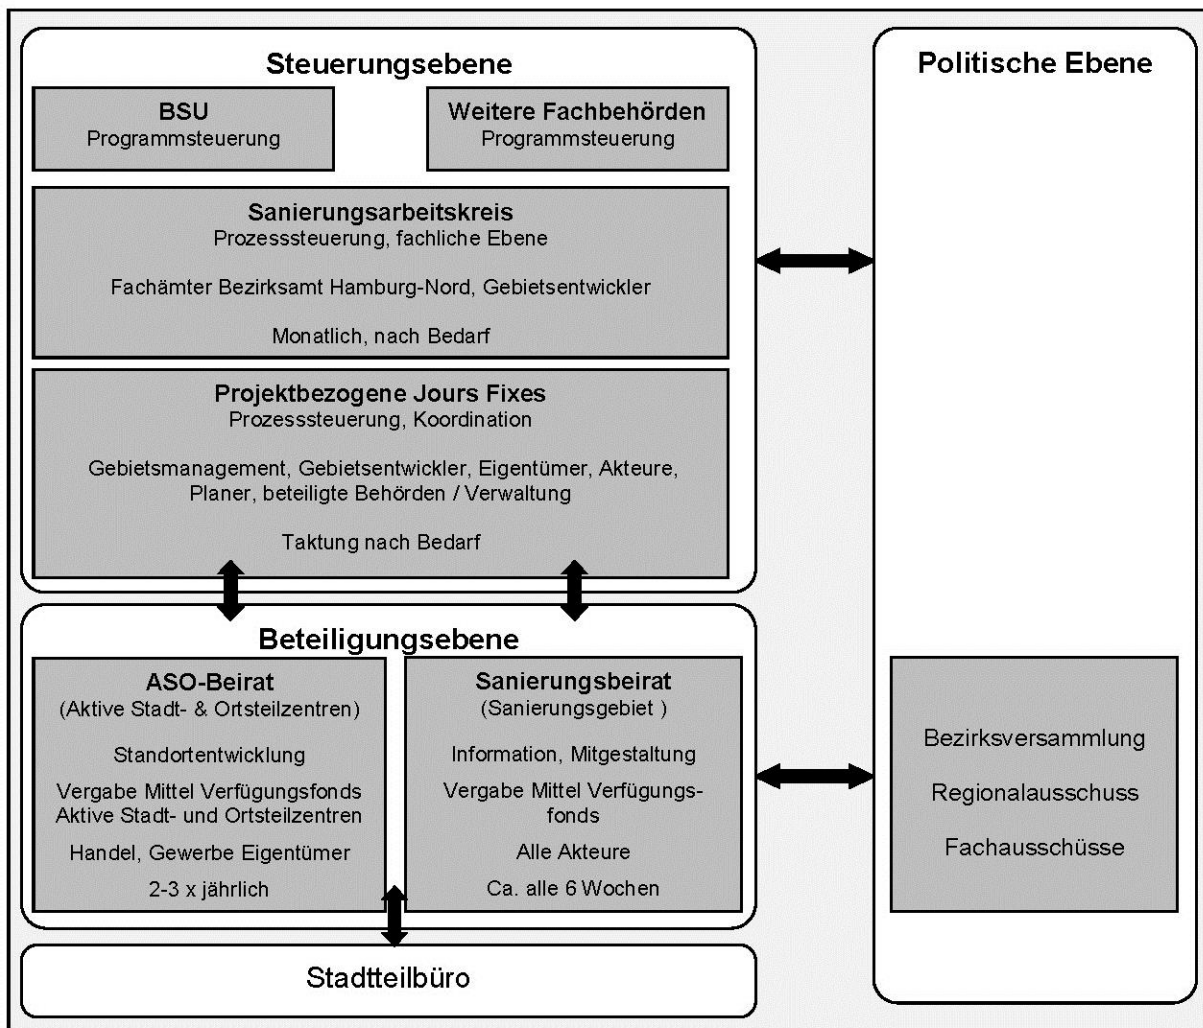 Steuerungsebene
BSU
Programmsteuerung
Weitere Fachbehörden
Programmsteuerung
Sanierungsarbeitskreis
Prozesssteuerung, fachliche Ebene
Fachämter Bezirksamt Hamburg-Nord, Gebietsentwickler
Monatlich, nach Bedarf
Projektbezogene Jours Fixes
Prozesssteuerung, Koordination
Gebietsmanagement, Gebietsentwickler, Eigentümer, Akteure,
Planer, beteiligte Behörden / Verwaltung
Taktung nach Bedarf
Beteiligungsebene
ASO-Beirat
(Aktive Stadt- & Ortsteilzentren)
Standortentwicklung
Vergabe Mittel Verfügungsfonds
Aktive Stadt- und Ortsteilzentren
Handel, Gewerbe Eigentümer
2-3 x jährlich
Sanierungsbeirat
(Sanierungsgebiet )
Information, Mitgestaltung
Vergabe Mittel Verfügungs-
fonds
Alle Akteure
Ca. alle 6 Wochen
Stadtteilbüro
Politische Ebene
Bezirksversammlung
Regionalausschuss
Fachausschüsse